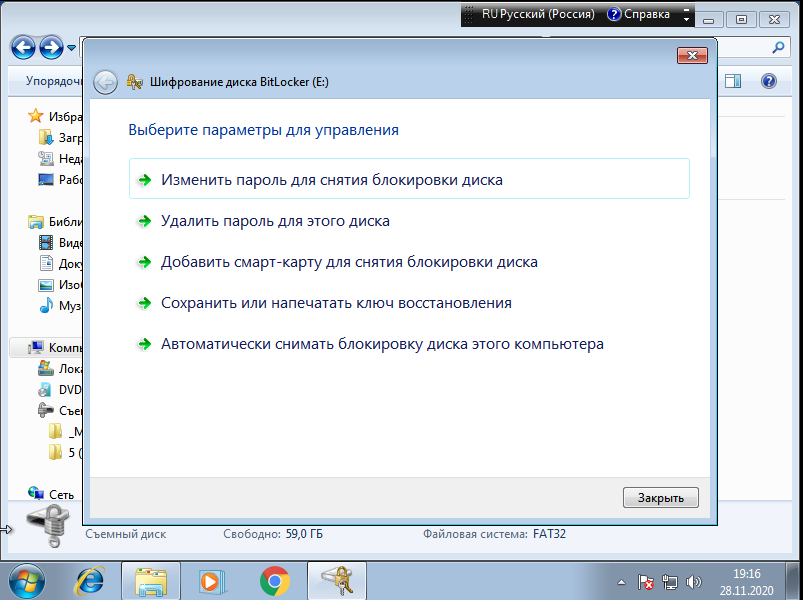 RU Русский (Россия) Справка
Упорядоч
Шифрование диска BitLocker (E:)
Выберите параметры для управления
Изменить пароль для снятия блокировки диска
Удалить пароль для этого диска
Добавить смарт-карту для снятия блокировки диска
Сохранить или напечатать ключ восстановления
Автоматически снимать блокировку диска этого компьютера
Закрыть
Избра
Загр
Неда
Рабо
Библи
Виде
Доку
Изоб
Муз
Компь
Лока
DVD
Съем
_M
5 (
Сеть
Съемный диск Свободно: 59,0 ГБ Файловая система: FAT32
19:16
28.11.2020